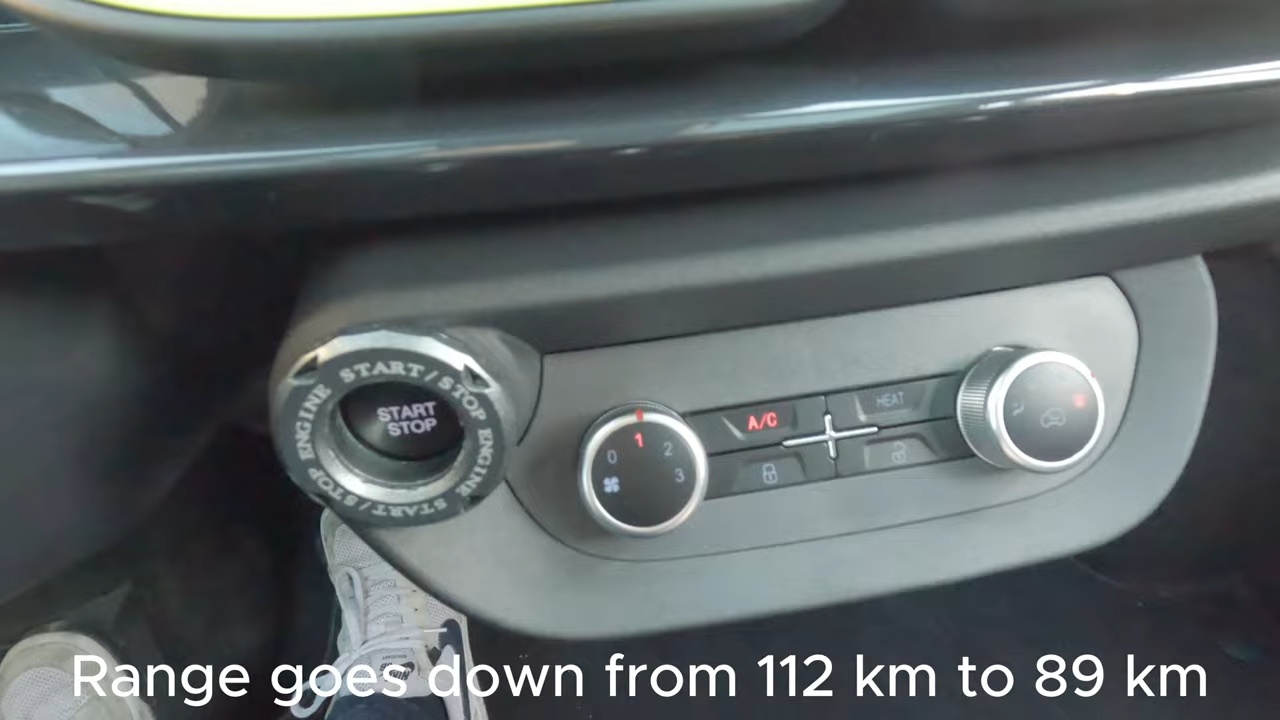 START/STOP ENGINE
START/STOP ENGINE
START
STOP
0 1 2 3
A/C
HEAT
Range goes down from 112 km to 89 km